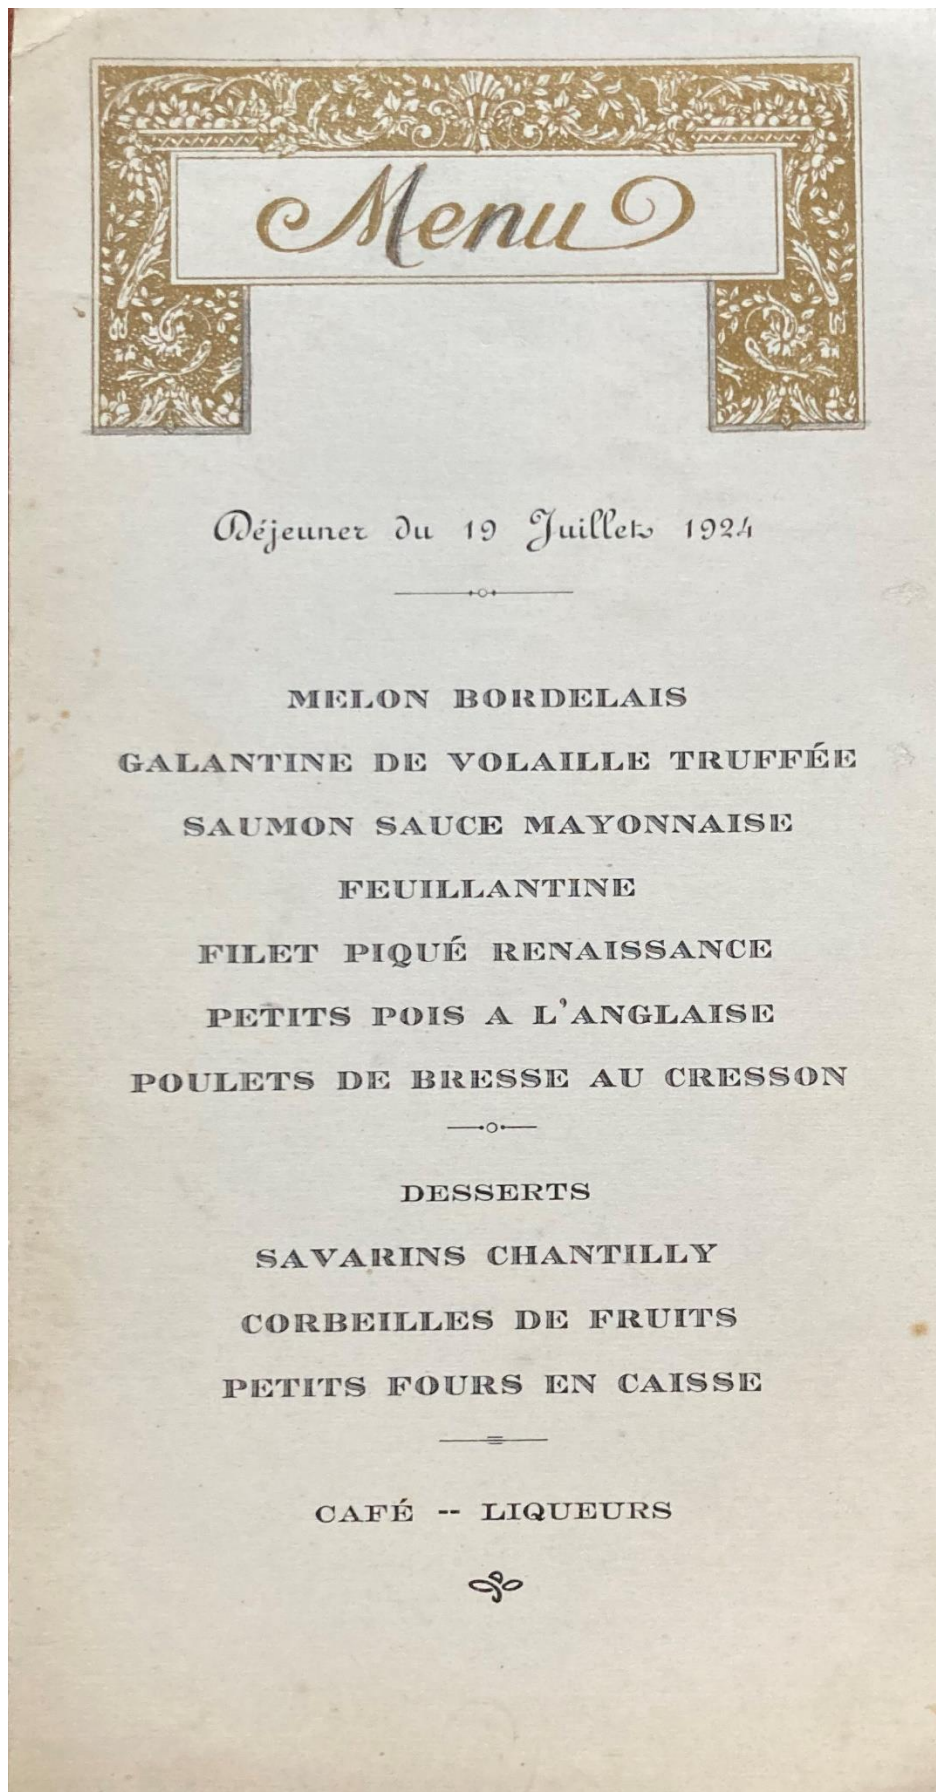 Menu
Déjeuner du 19 Juillet 1924
MELON BORDELAIS
GALANTINE DE VOLAILLE TRUFFÉE
SAUMON SAUCE MAYONNAISE
FEUILLANTINE
FILET PIQUÉ RENAISSANCE
PETITS POIS A L'ANGLAISE
POULETS DE BRESSE AU CRESSON
DESSERTS
SAVARINS CHANTILLY
CORBEILLES DE FRUITS
PETITS FOURS EN CAISSE
CAFÉ -- LIQUEURS